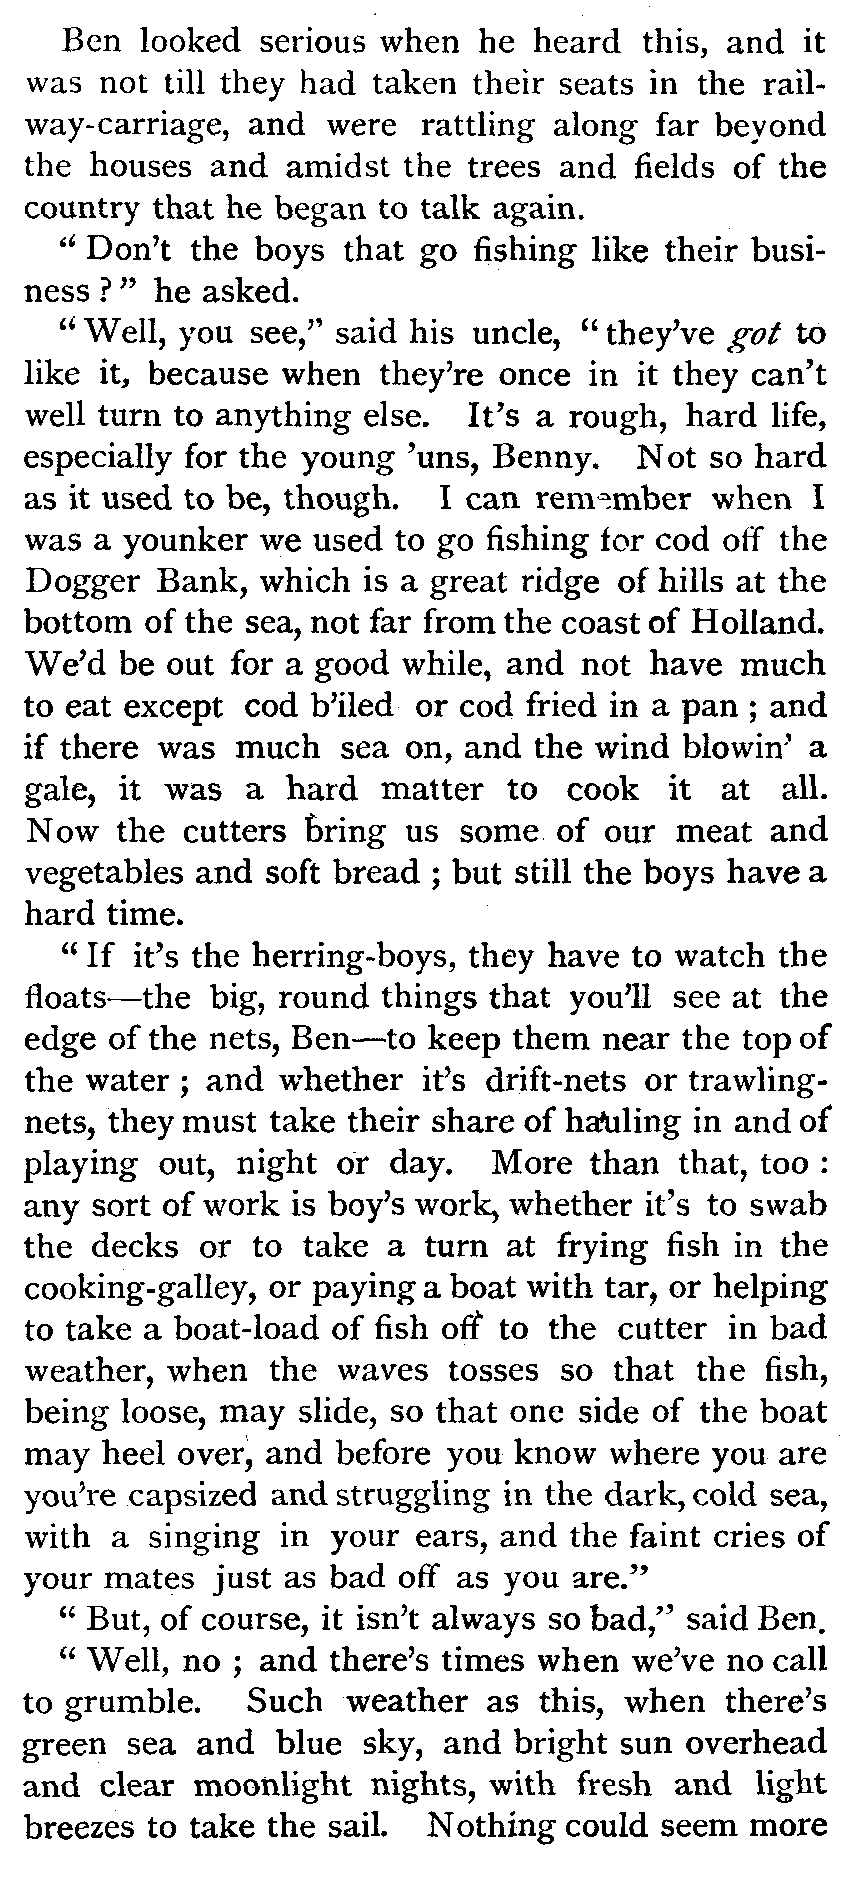 Ben looked serious when he heard this, and it
was not till they had taken their seats in the rail-
way-carriage, and were rattling along far beyond
the houses and amidst the trees and fields of the
country that he began to talk again.
“ Don’t the boys that go fishing like their busi-
ness ? ” he asked.
“ Well, you see,” said his uncle, “ they’ve got to
like it, because when they’re once in it they can’t
well turn to anything else. It’s a rough, hard life,
especially for the young ’uns, Benny. Not so hard
as it used to be, though. I can remember when I
was a younker we used to go fishing for cod off the
Dogger Bank, which is a great ridge of hills at the
bottom of the sea, not far from the coast of Holland.
We’d be out for a good while, and not have much
to eat except cod b’iled or cod fried in a pan ; and
if there was much sea on, and the wind blowin’ a
gale, it was a hard matter to cook it at all.
Now the cutters bring us some of our meat and
vegetables and soft bread ; but still the boys have a
hard time.
“ If it’s the herring-boys, they have to watch the
floats—the big, round things that you’ll see at the
edge of the nets, Ben—to keep them near the top of
the water ; and whether it’s drift-nets or trawling-
nets, they must take their share of hauling in and of
playing out, night or day. More than that, too :
any sort of work is boy’s work, whether it’s to swab
the decks or to take a turn at frying fish in the
cooking-galley, or paying a boat with tar, or helping
to take a boat-load of fish off to the cutter in bad
weather, when the waves tosses so that the fish,
being loose, may slide, so that one side of the boat
may heel over, and before you know where you are
you’re capsized and struggling in the dark, cold sea,
with a singing in your ears, and the faint cries of
your mates just as bad off as you are.”
“ But, of course, it isn’t always so bad,” said Ben.
“ Well, no ; and there’s times when we’ve no call
to grumble. Such weather as this, when there’s
green sea and blue sky, and bright sun overhead
and clear moonlight nights, with fresh and light
breezes to take the sail. Nothing could seem more